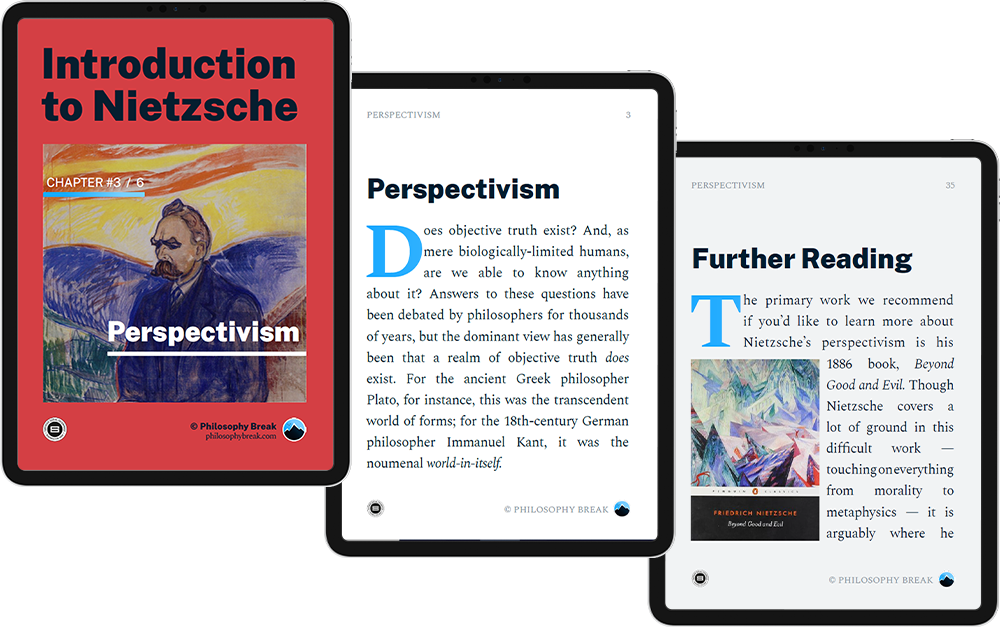 Introduction
to Nietzsche
CHAPTER #3 / 6
Perspectivism
© Philosophy Break
philosophybreak.com
PERSPECTIVISM 3
Perspectivism
Does objective truth exist? And, as
mere biologically-limited humans,
are we able to know anything
about it? Answers to these questions have
been debated by philosophers for thousands
of years, but the dominant view has generally
been that a realm of objective truth does
exist. For the ancient Greek philosopher
Plato, for instance, this was the transcendent
world of forms; for the 18th-century German
philosopher Immanuel Kant, it was the
noumenal world-in-itself.
© PHILOSOPHY BREAK
PERSPECTIVISM 35
Further Reading
The primary work we recommend
if you'd like to learn more about
Nietzsche's perspectivism is his
1886 book, Beyond
Good and Evil. Though
Nietzsche covers a
lot of ground in this
difficult work —
touching on everything
from morality to
metaphysics — it is
arguably where he
PENGUIN CLASSICS
FRIEDRICH NIETZSCHE
Beyond Good and Evil
© PHILOSOPHY BREAK